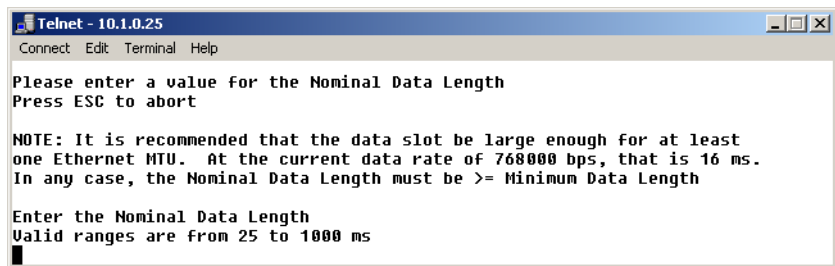 Telnet - 10.1.0.25
Connect Edit Terminal Help
Please enter a value for the Nominal Data Length
Press ESC to abort
NOTE: It is recommended that the data slot be large enough for at least
one Ethernet MTU.  At the current data rate of 768000 bps, that is 16 ms.
In any case, the Nominal Data Length must be >= Minimum Data Length
Enter the Nominal Data Length
Valid ranges are from 25 to 1000 ms